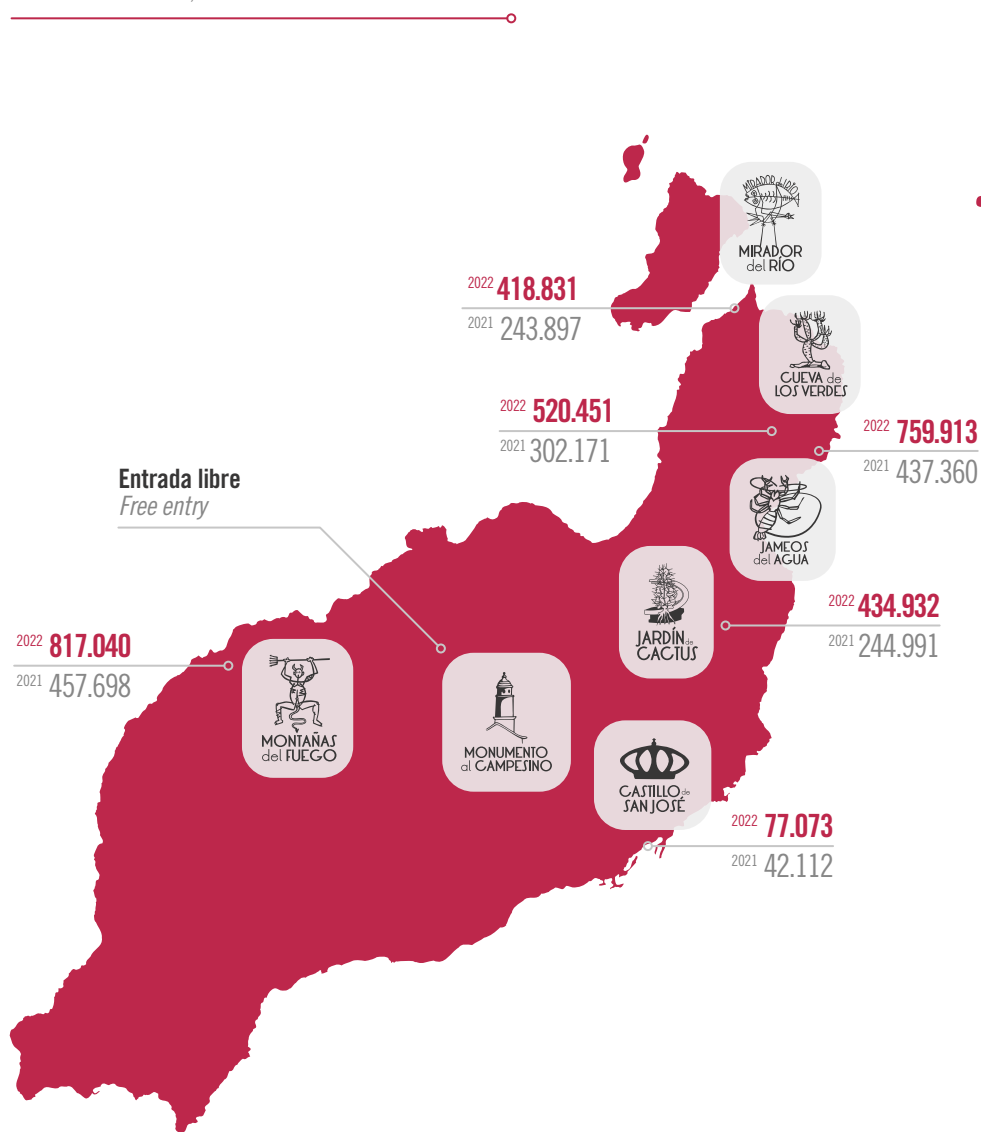 MIRADOR
del RÍO
2022 418.831
2021 243.897
CUEVA de
LOS VERDES
2022 520.451
2021 302.171
2022 759.913
2021 437.360
Entrada libre
Free entry
JAMEOS
del AGUA
JARDÍN de
CACTUS
2022 434.932
2021 244.991
2022 817.040
2021 457.698
MONTAÑAS
del FUEGO
MONUMENTO
al CAMPESINO
CASTILLO de
SAN JOSÉ
2022 77.073
2021 42.112